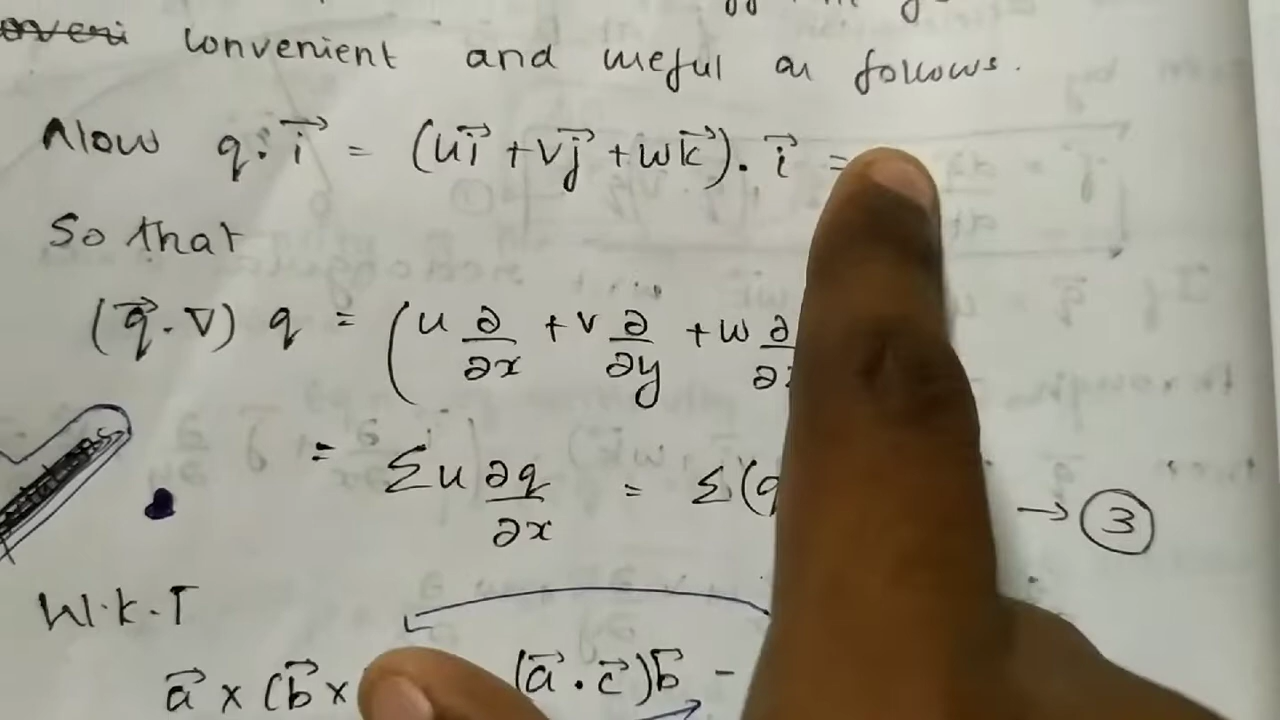 convenient and useful as follows.
Now q. i⃗ = (ui⃗ + vj⃗ + wk⃗). i⃗ =
So that
(q⃗.∇) q = (u ∂/∂x + v ∂/∂y + w ∂/
= Σu ∂q/∂x = Σ(q → ③
W.K.T
a⃗ x (b⃗ x (a⃗ . c⃗)b⃗ -